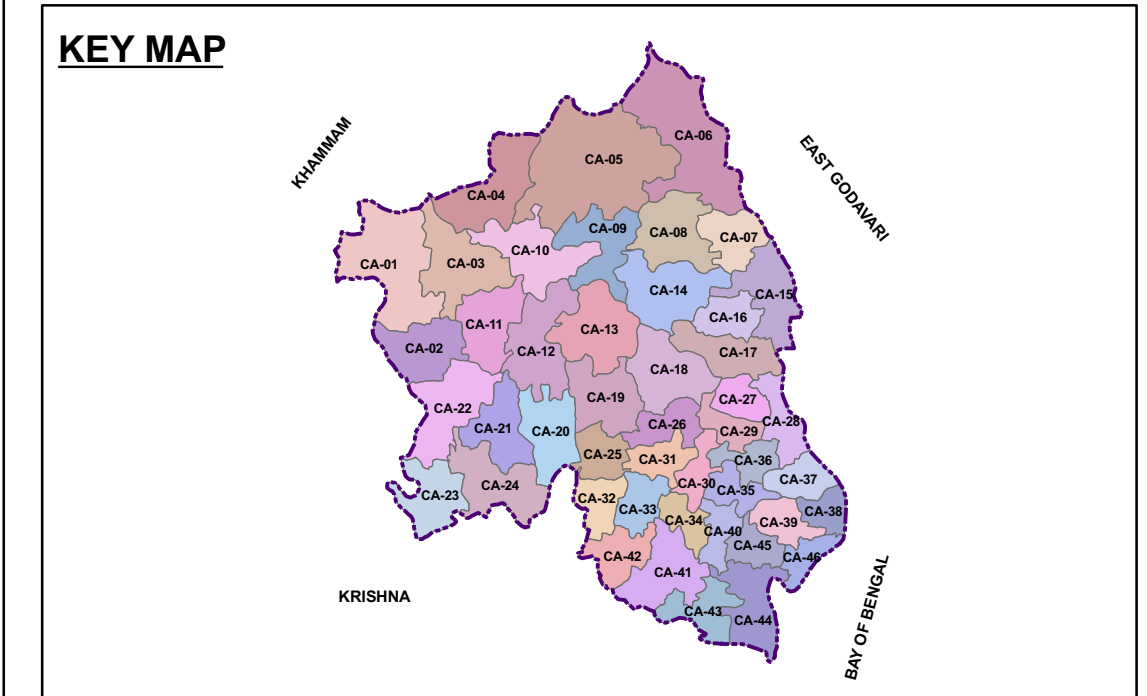 KEY MAP
KHAMMAM
EAST GODAVARI
CA-06
CA-05
CA-04
CA-09
CA-08
CA-07
CA-10
CA-01
CA-03
CA-14
CA-15
CA-16
CA-11
CA-13
CA-02
CA-12
CA-17
CA-18
CA-19
CA-27
CA-22
CA-28
CA-26
CA-21
CA-20
CA-29
CA-25
CA-31
CA-36
CA-37
CA-24
CA-30
CA-35
CA-23
CA-32
CA-33
CA-38
CA-34
CA-39
CA-40
CA-45
CA-42
CA-46
CA-41
KRISHNA
CA-43
CA-44
BAY OF BENGAL